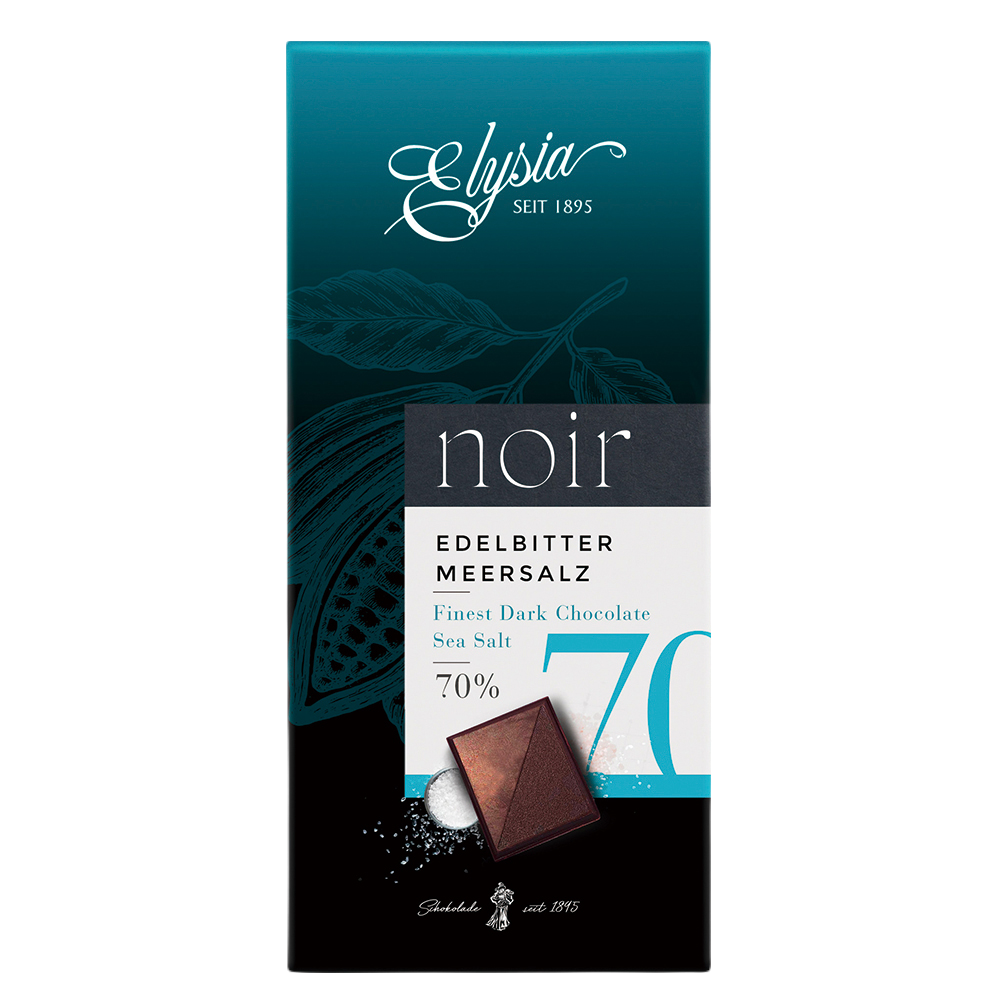 Elysia
SEIT 1895
noir
EDELBITTER
MEERSALZ
Finest Dark Chocolate
Sea Salt
70%
70
Schokolade seit 1895